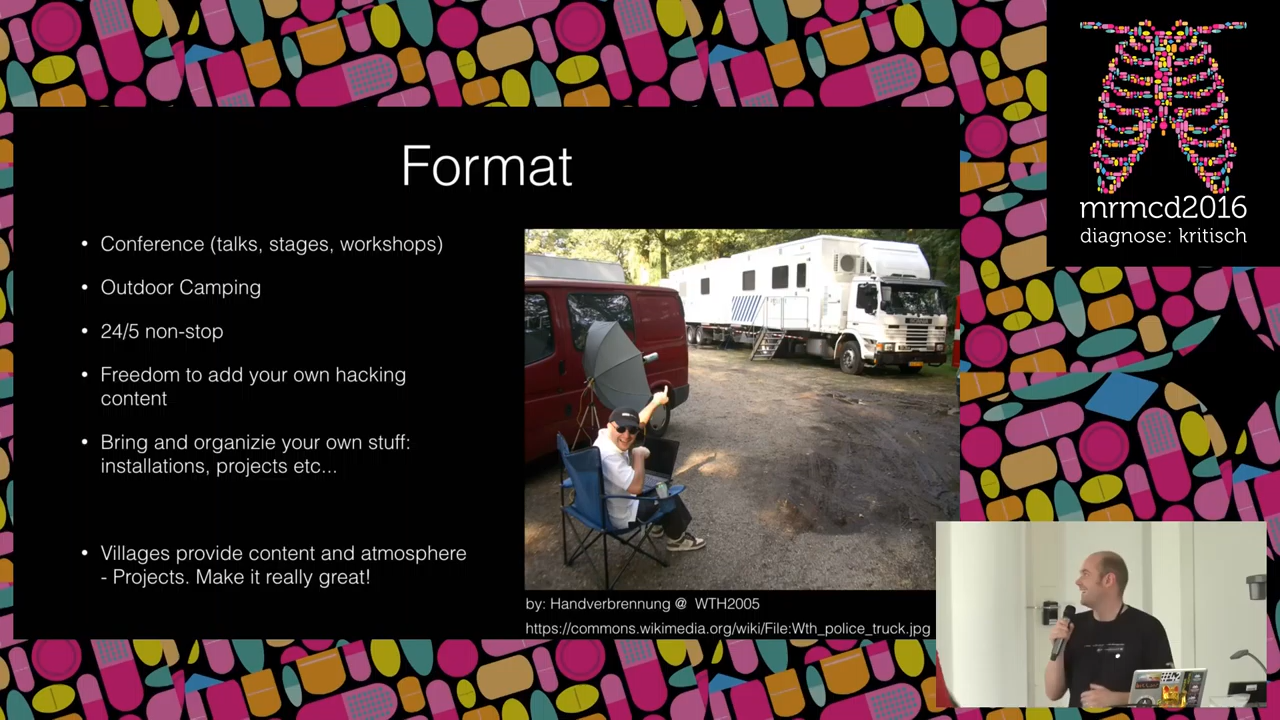 Format
• Conference (talks, stages, workshops)
• Outdoor Camping
• 24/5 non-stop
• Freedom to add your own hacking
content
• Bring and organizie your own stuff:
installations, projects etc...
• Villages provide content and atmosphere
- Projects. Make it really great!
by: Handverbrennung @ WTH2005
https://commons.wikimedia.org/wiki/File:Wth_police_truck.jpg
mrmcd2016
diagnose: kritisch